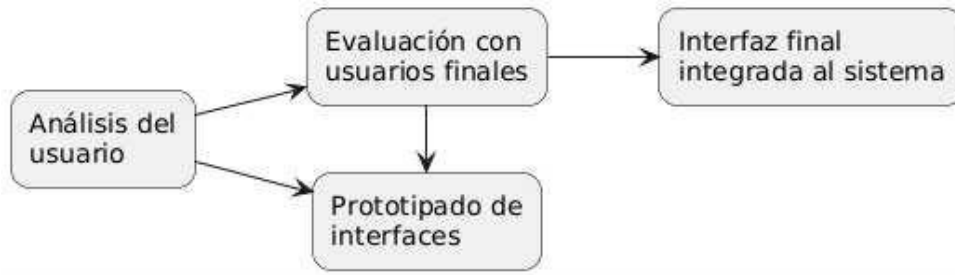 Análisis del
usuario
Evaluación con
usuarios finales
Prototipado de
interfaces
Interfaz final
integrada al sistema